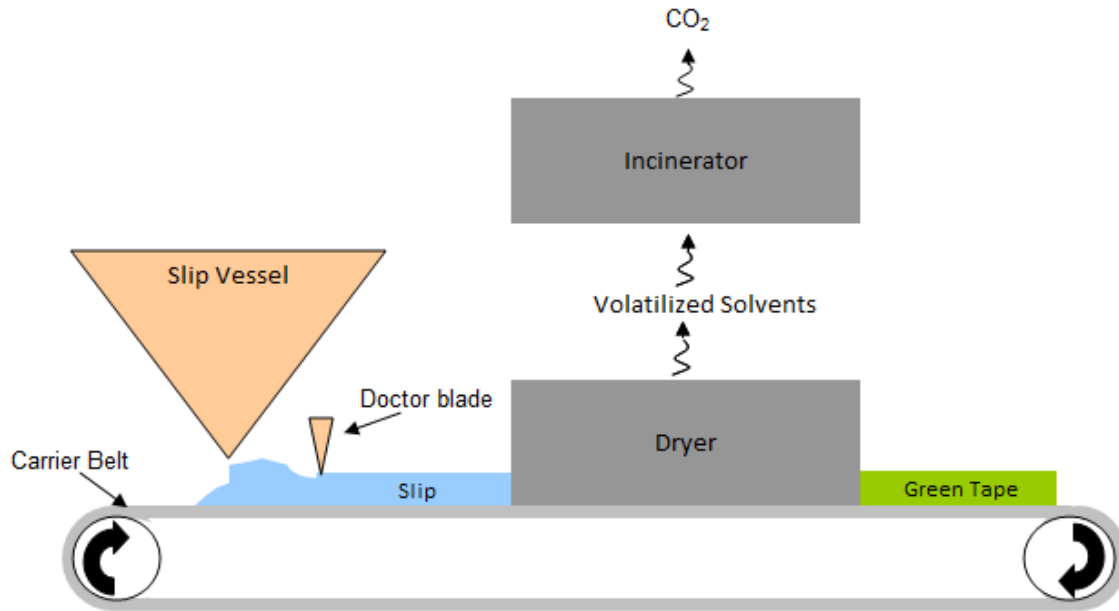 CO₂
Incinerator
Slip Vessel
Volatilized Solvents
Doctor blade
Dryer
Carrier Belt
Slip
Green Tape